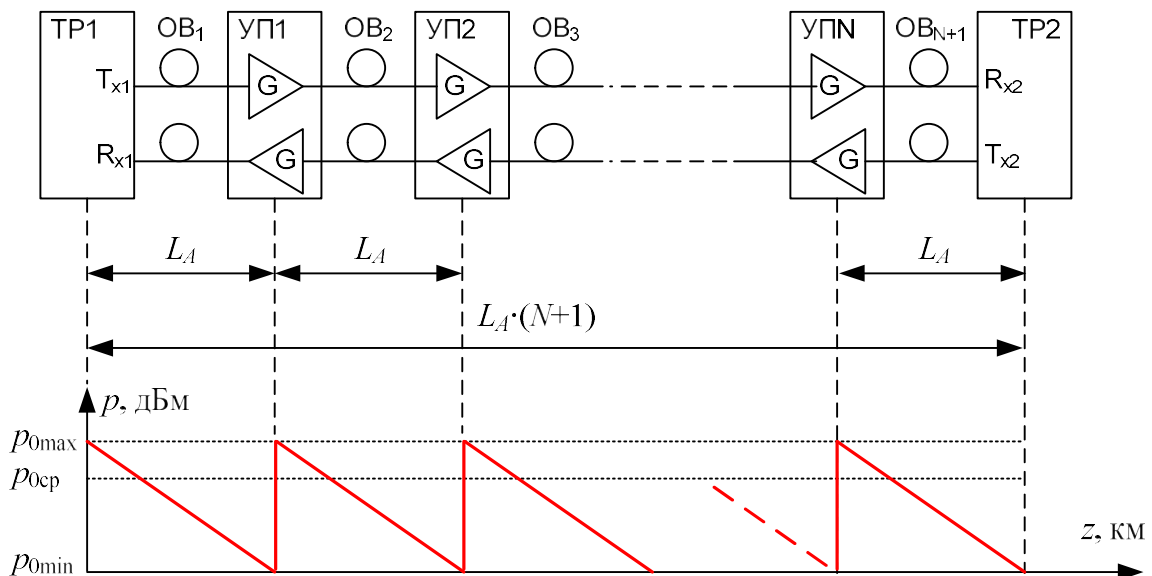 ТР1 ОВ1 УП1 ОВ2 УП2 ОВ3 УПN ОВN+1 ТР2
Tx1 G G G Rx2
Rx1 G G G Tx2
LA LA LA
LA·(N+1)
p, дБм
p0max
p0ср
z, км
p0min